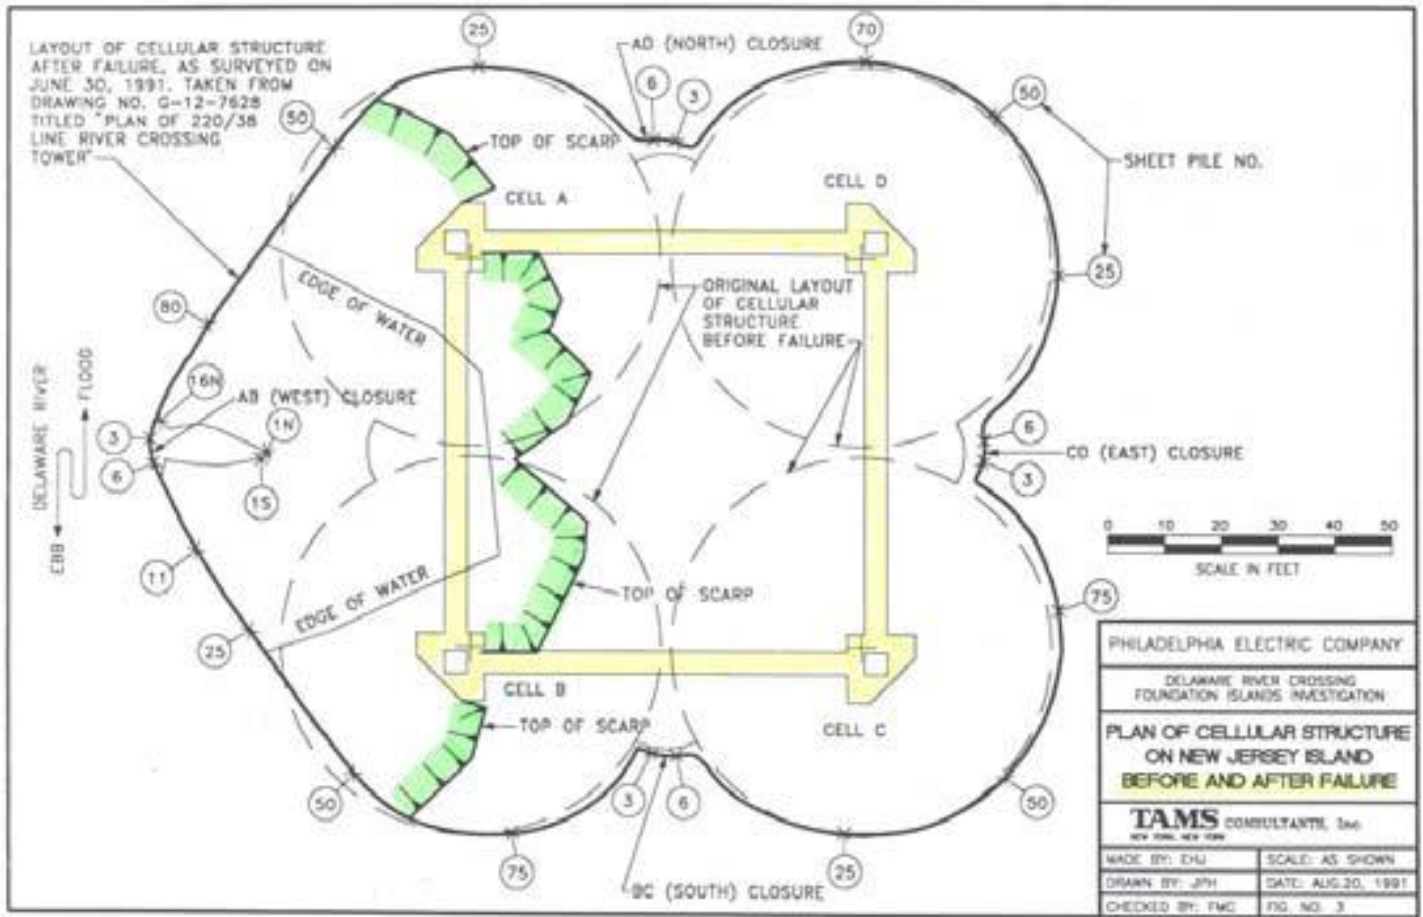 LAYOUT OF CELLULAR STRUCTURE
AFTER FAILURE, AS SURVEYED ON
JUNE 30, 1991. TAKEN FROM
DRAWING NO. G-12-7628
TITLED "PLAN OF 220/38
LINE RIVER CROSSING
TOWER"
25
AD (NORTH) CLOSURE
70
6
3
50
50
TOP OF SCARP
SHEET PILE NO.
CELL A
CELL D
25
EDGE OF WATER
ORIGINAL LAYOUT
OF CELLULAR
STRUCTURE
BEFORE FAILURE
80
DELAWARE RIVER
FLOOD
EBB
16N
AB (WEST) CLOSURE
1N
3
6
1S
6
CD (EAST) CLOSURE
3
0 10 20 30 40 50
SCALE IN FEET
11
EDGE OF WATER
TOP OF SCARP
25
75
CELL B
TOP OF SCARP
CELL C
50
3
6
50
75
25
BC (SOUTH) CLOSURE
PHILADELPHIA ELECTRIC COMPANY
DELAWARE RIVER CROSSING
FOUNDATION ISLANDS INVESTIGATION
PLAN OF CELLULAR STRUCTURE
ON NEW JERSEY ISLAND
BEFORE AND AFTER FAILURE
TAMS CONSULTANTS, Inc.
NEW YORK, NEW YORK
MADE BY: EHJ
SCALE: AS SHOWN
DRAWN BY: JPH
DATE: AUG.20, 1991
CHECKED BY: FMC
FIG. NO. 3